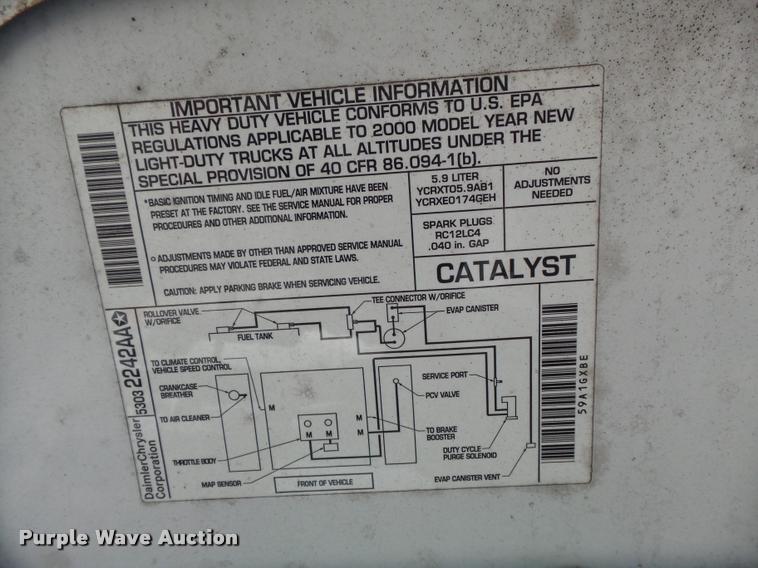 IMPORTANT VEHICLE INFORMATION
THIS HEAVY DUTY VEHICLE CONFORMS TO U.S. EPA
REGULATIONS APPLICABLE TO 2000 MODEL YEAR NEW
LIGHT-DUTY TRUCKS AT ALL ALTITUDES UNDER THE
SPECIAL PROVISION OF 40 CFR 86.094-1(b).
*BASIC IGNITION TIMING AND IDLE FUEL/AIR MIXTURE HAVE BEEN
PRESET AT THE FACTORY. SEE THE SERVICE MANUAL FOR PROPER
PROCEDURES AND OTHER ADDITIONAL INFORMATION.
ADJUSTMENTS MADE BY OTHER THAN APPROVED SERVICE MANUAL
PROCEDURES MAY VIOLATE FEDERAL AND STATE LAWS.
CAUTION: APPLY PARKING BRAKE WHEN SERVICING VEHICLE.
5.9 LITER
YCRXT05.9AB1
YCRXE0174GEH
NO
ADJUSTMENTS
NEEDED
SPARK PLUGS
RC12LC4
.040 in. GAP
CATALYST
ROLLOVER VALVE
W/ORIFICE
FUEL TANK
TEE CONNECTOR W/ORIFICE
EVAP CANISTER
TO CLIMATE CONTROL,
VEHICLE SPEED CONTROL
CRANKCASE
BREATHER
TO AIR CLEANER
THROTTLE BODY
MAP SENSOR
M
M
M
M
M
FRONT OF VEHICLE
TO BRAKE
BOOSTER
PCV VALVE
SERVICE PORT
DUTY CYCLE
PURGE SOLENOID
EVAP CANISTER VENT
DaimlerChrysler
Corporation
53032242AA
59A1GXBE
Purple Wave Auction